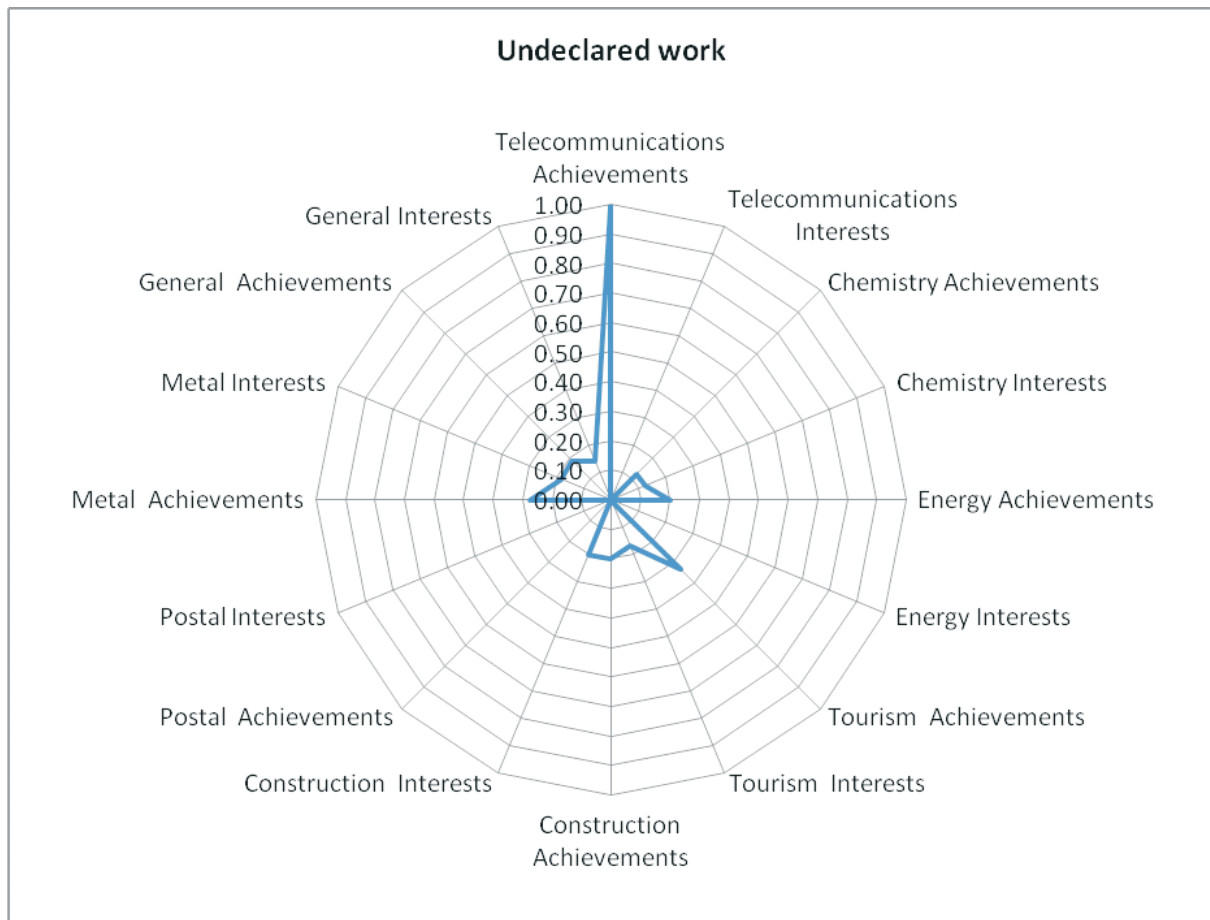 Undeclared work
Telecommunications
Achievements
Telecommunications
Interests
Chemistry Achievements
Chemistry Interests
Energy Achievements
Energy Interests
Tourism Achievements
Tourism Interests
Construction
Achievements
Construction Interests
Postal Achievements
Postal Interests
Metal Achievements
Metal Interests
General Achievements
General Interests
1.00
0.90
0.80
0.70
0.60
0.50
0.40
0.30
0.20
0.10
0.00